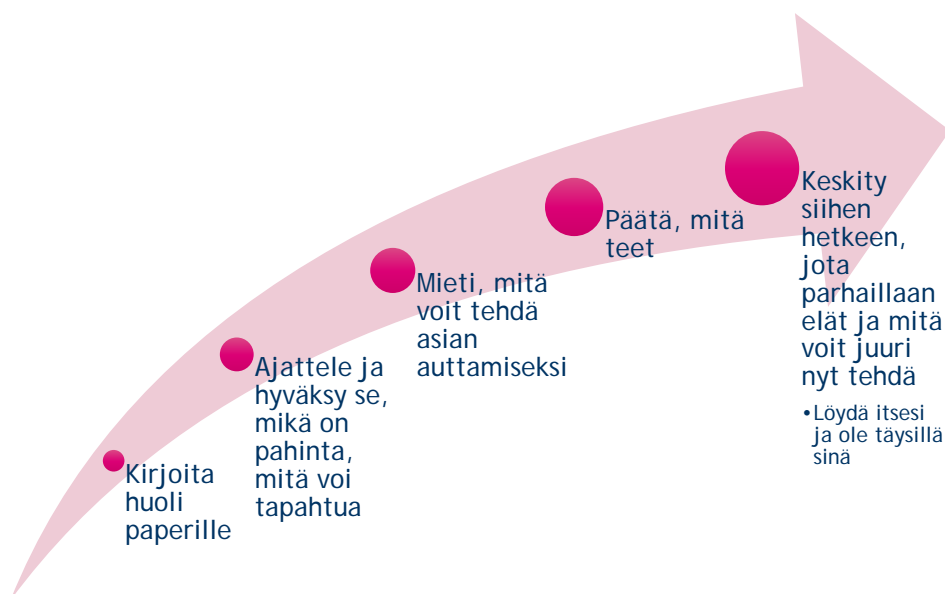 Kirjoita
huoli
paperille
Ajattele ja
hyväksy se,
mikä on
pahinta,
mitä voi
tapahtua
Mieti, mitä
voit tehdä
asian
auttamiseksi
Päätä, mitä
teet
Keskity
siihen
hetkeen,
jota
parhaillaan
elät ja mitä
voit juuri
nyt tehdä
•Löydä itsesi
ja ole täysillä
sinä